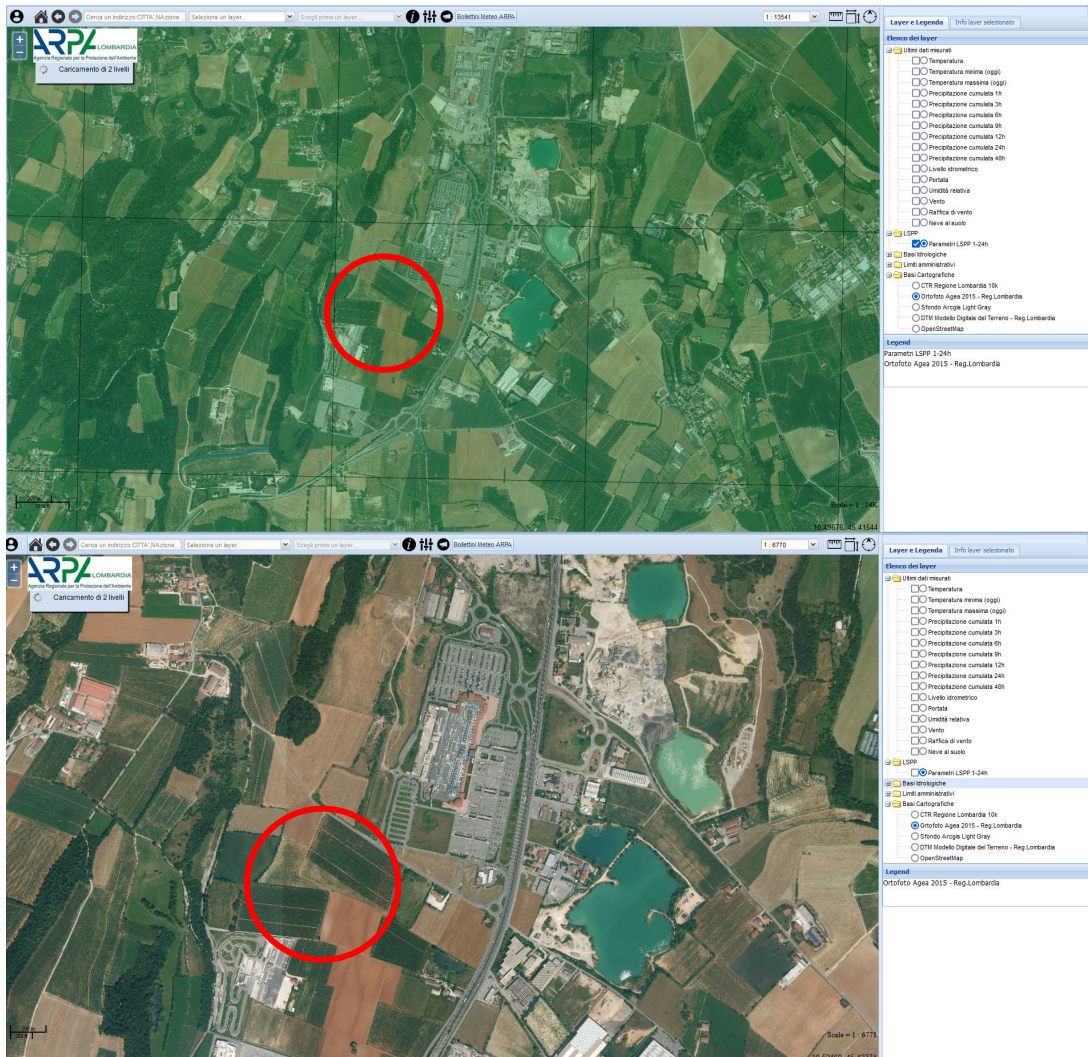 Cerca un indirizzo:CITTA',NAzione...
Seleziona un layer...
Scegli prima un layer...
Bollettini Meteo ARPA
1 : 13541
ARPA LOMBARDIA
Agenzia Regionale per la Protezione dell'Ambiente
Caricamento di 2 livelli
Scale = 1 : 14K
10.49678, 45.41544
Layer e Legenda
Info layer selezionato
Elenco dei layer
Ultimi dati misurati
Temperatura
Temperatura minima (oggi)
Temperatura massima (oggi)
Precipitazione cumulata 1h
Precipitazione cumulata 3h
Precipitazione cumulata 6h
Precipitazione cumulata 9h
Precipitazione cumulata 12h
Precipitazione cumulata 24h
Precipitazione cumulata 48h
Livello idrometrico
Portata
Umidità relativa
Vento
Raffica di vento
Neve al suolo
LSPP
Parametri LSPP 1-24h
Basi Idrologiche
Limiti amministrativi
Basi Cartografiche
CTR Regione Lombardia 10k
Ortofoto Agea 2015 - Reg.Lombardia
Sfondo Arcgis Light Gray
DTM Modello Digitale del Terreno - Reg.Lombardia
OpenStreetMap
Legend
Parametri LSPP 1-24h
Ortofoto Agea 2015 - Reg.Lombardia
Cerca un indirizzo:CITTA',NAzione...
Seleziona un layer...
Scegli prima un layer...
Bollettini Meteo ARPA
1 : 6770
ARPA LOMBARDIA
Agenzia Regionale per la Protezione dell'Ambiente
Caricamento di 2 livelli
Scale = 1 : 6771
Layer e Legenda
Info layer selezionato
Elenco dei layer
Ultimi dati misurati
Temperatura
Temperatura minima (oggi)
Temperatura massima (oggi)
Precipitazione cumulata 1h
Precipitazione cumulata 3h
Precipitazione cumulata 6h
Precipitazione cumulata 9h
Precipitazione cumulata 12h
Precipitazione cumulata 24h
Precipitazione cumulata 48h
Livello idrometrico
Portata
Umidità relativa
Vento
Raffica di vento
Neve al suolo
LSPP
Parametri LSPP 1-24h
Basi Idrologiche
Limiti amministrativi
Basi Cartografiche
CTR Regione Lombardia 10k
Ortofoto Agea 2015 - Reg.Lombardia
Sfondo Arcgis Light Gray
DTM Modello Digitale del Terreno - Reg.Lombardia
OpenStreetMap
Legend
Ortofoto Agea 2015 - Reg.Lombardia